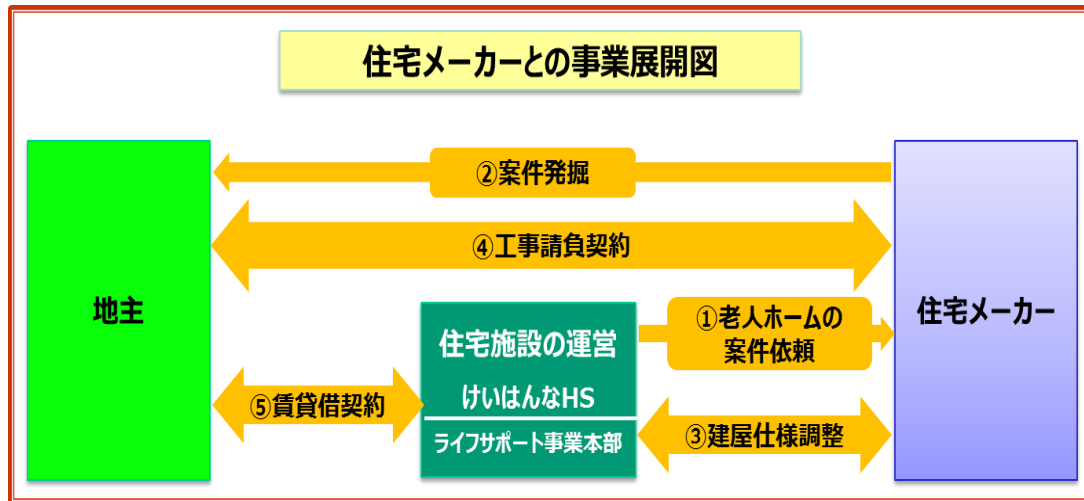 住宅メーカーとの事業展開図
②案件発掘
④工事請負契約
地主
住宅施設の運営
けいはんなHS
ライフサポート事業本部
①老人ホームの
案件依頼
住宅メーカー
⑤賃貸借契約
③建屋仕様調整